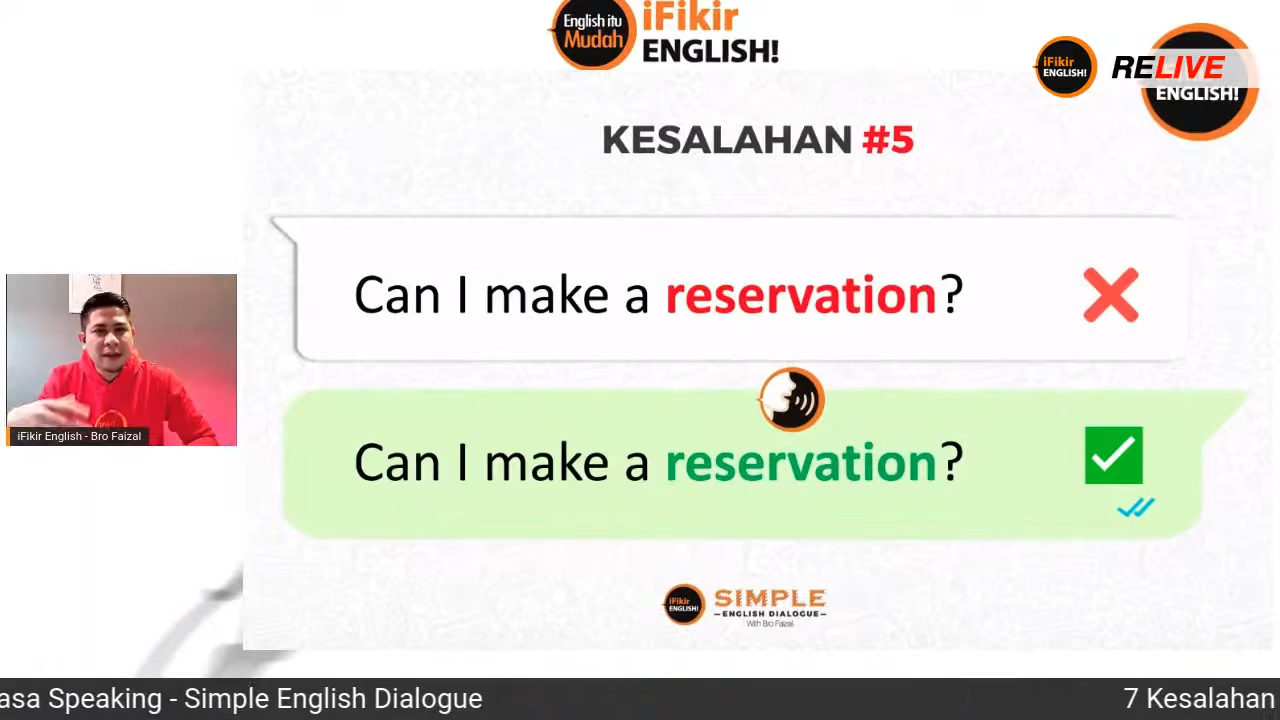 English itu
Mudah
iFikir
ENGLISH!
iFikir
ENGLISH!
RELIVE
ENGLISH!
KESALAHAN #5
Can I make a reservation?
Can I make a reservation?
iFikir English - Bro Faizal
iFikir
ENGLISH!
SIMPLE
ENGLISH DIALOGUE
With Bro Faizal
asa Speaking - Simple English Dialogue
7 Kesalahan